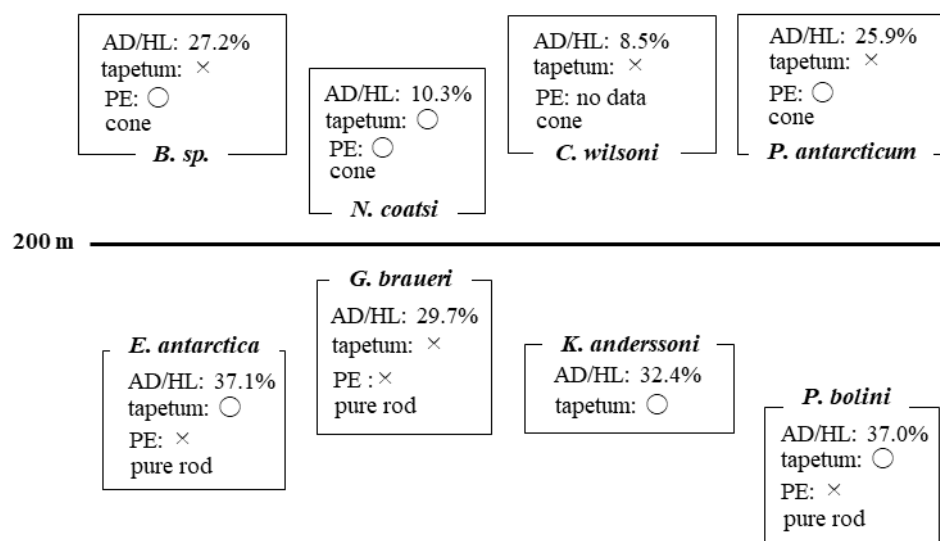 AD/HL: 27.2%
tapetum: ×
PE: ○
cone
B. sp.
AD/HL: 10.3%
tapetum: ○
PE: ○
cone
N. coatsi
AD/HL: 8.5%
tapetum: ×
PE: no data
cone
C. wilsoni
AD/HL: 25.9%
tapetum: ×
PE: ○
cone
P. antarcticum
200 m
E. antarctica
AD/HL: 37.1%
tapetum: ○
PE: ×
pure rod
G. braueri
AD/HL: 29.7%
tapetum: ×
PE : ×
pure rod
K. anderssoni
AD/HL: 32.4%
tapetum: ○
P. bolini
AD/HL: 37.0%
tapetum: ○
PE: ×
pure rod